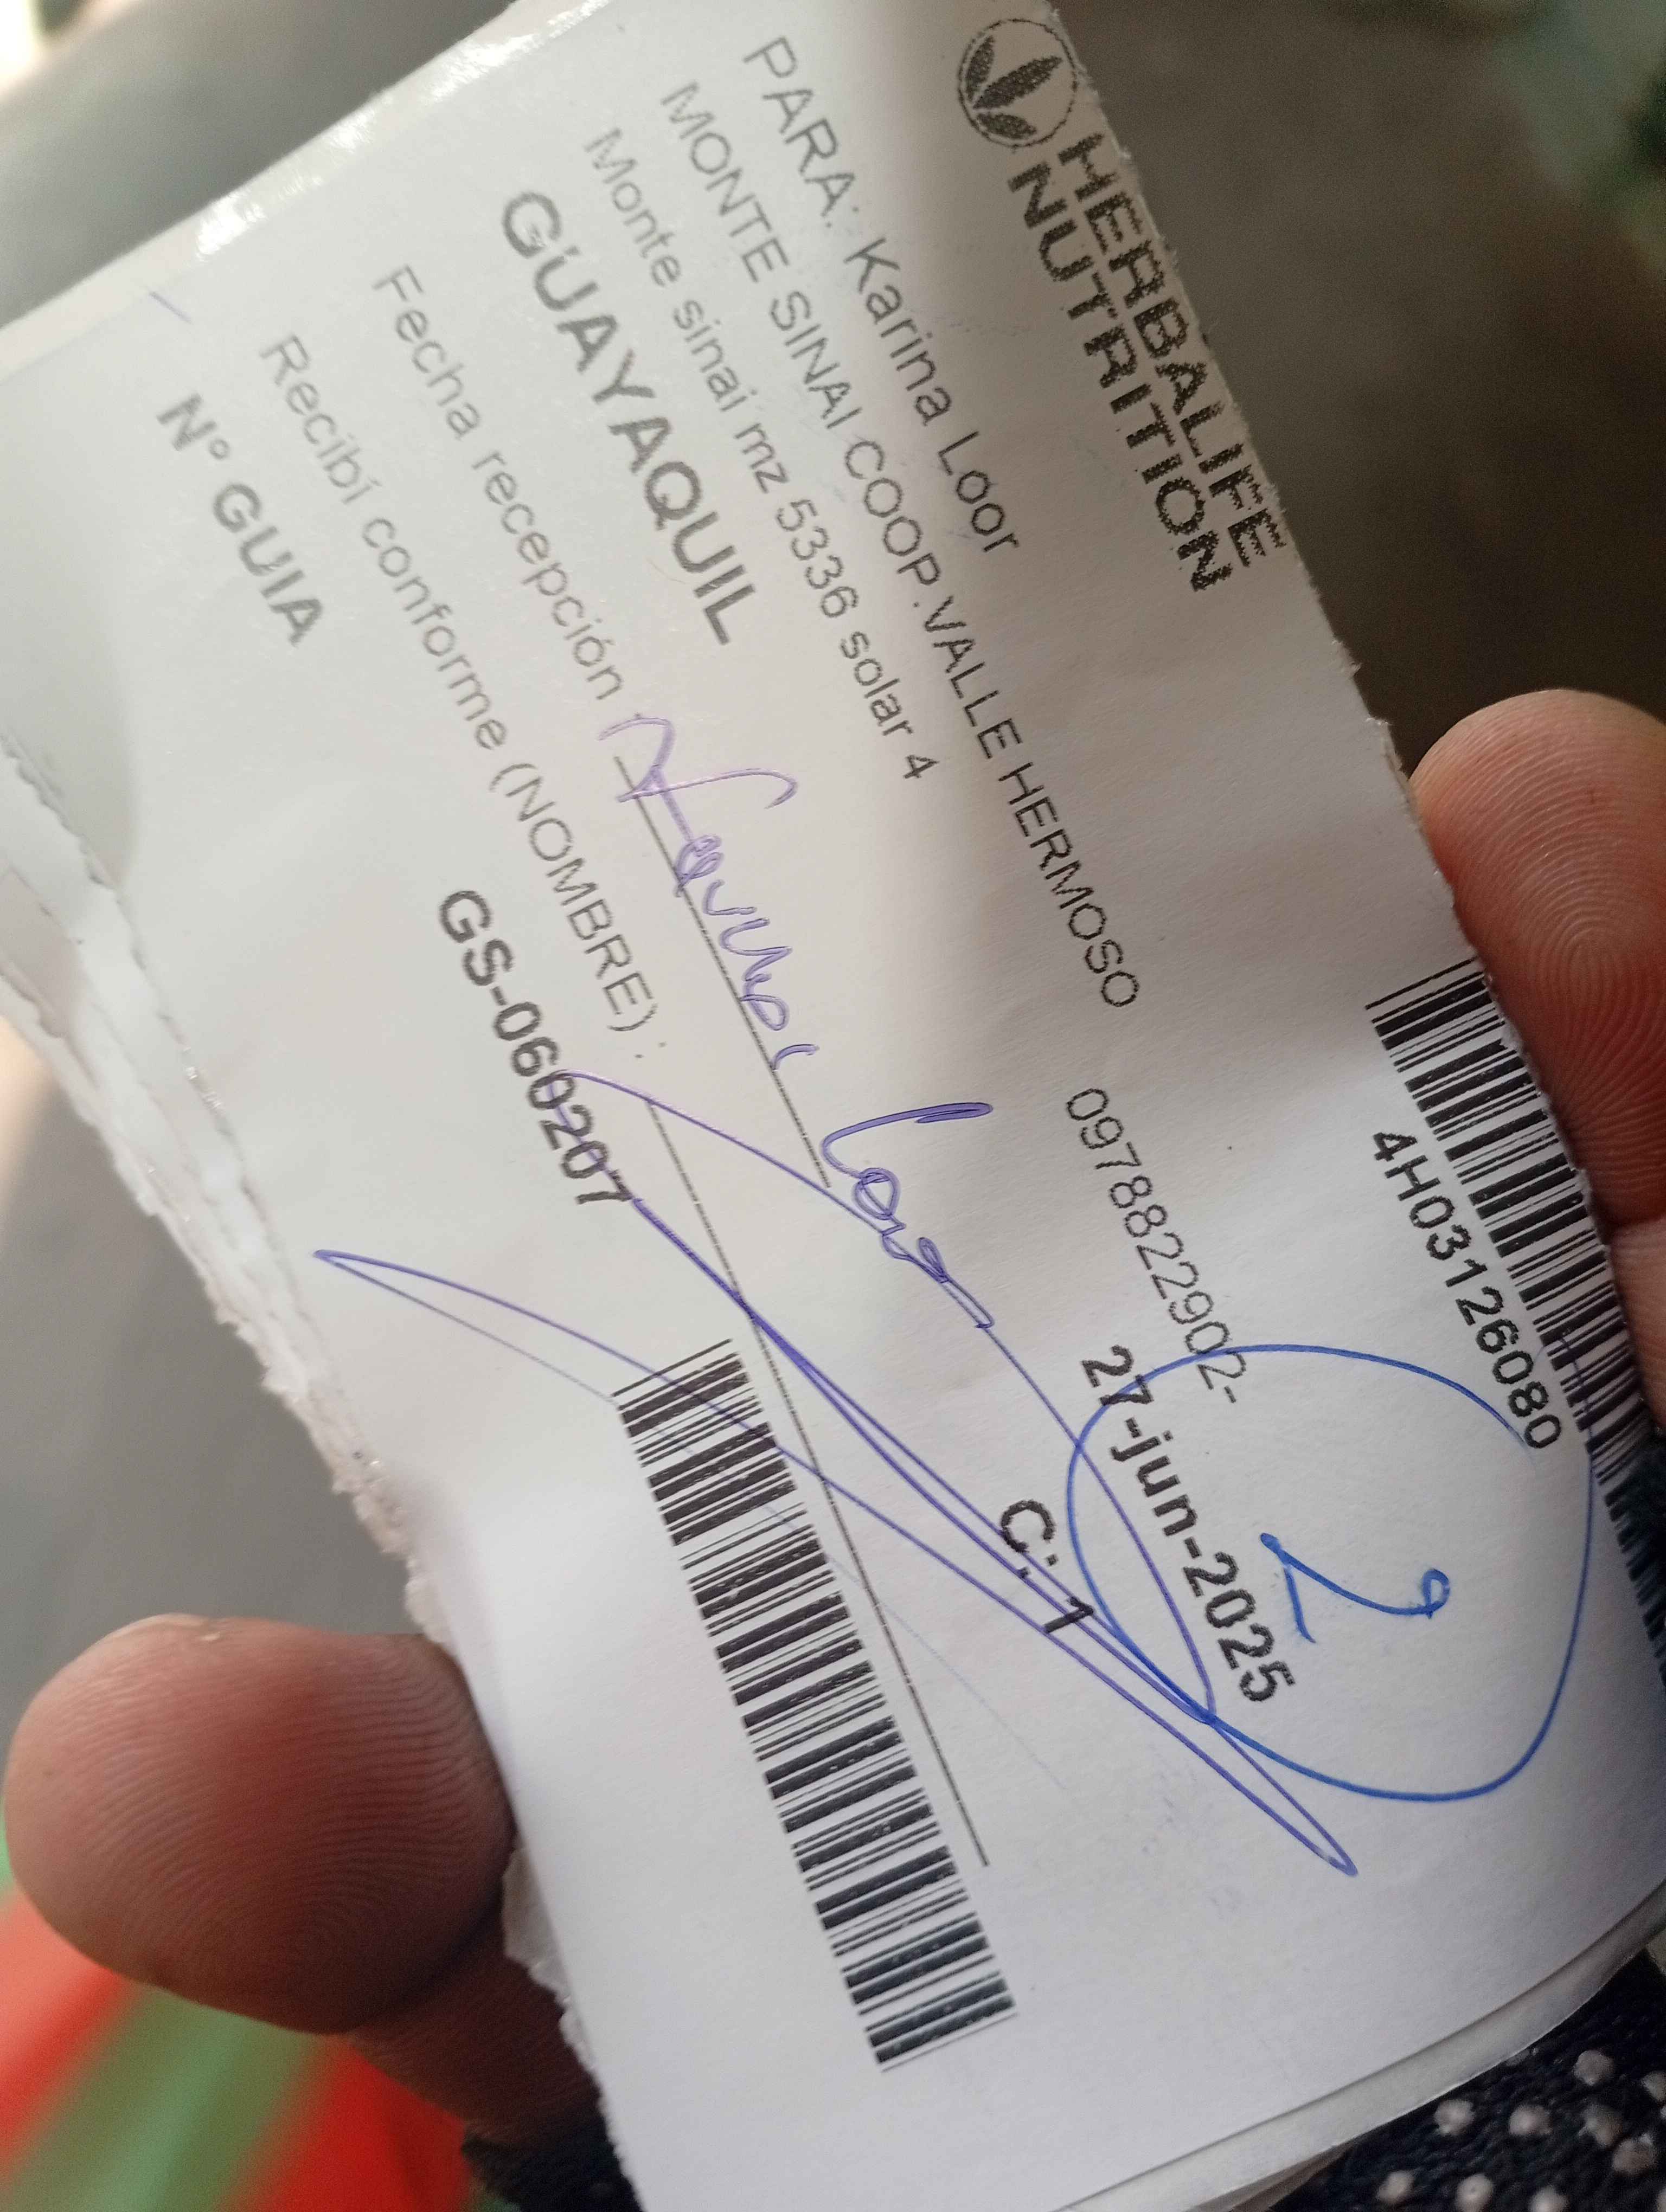 HERBALIFE
NUTRITION
4H03126080
PARA: Karina Loor
MONTE SINAI COOP.VALLE HERMOSO
0978822902-
Monte sinai mz 5336 solar 4
27-jun-2025
2
GUAYAQUIL
C: 1
Fecha recepción
Recibí conforme (NOMBRE) :
N° GUIA
GS-060207